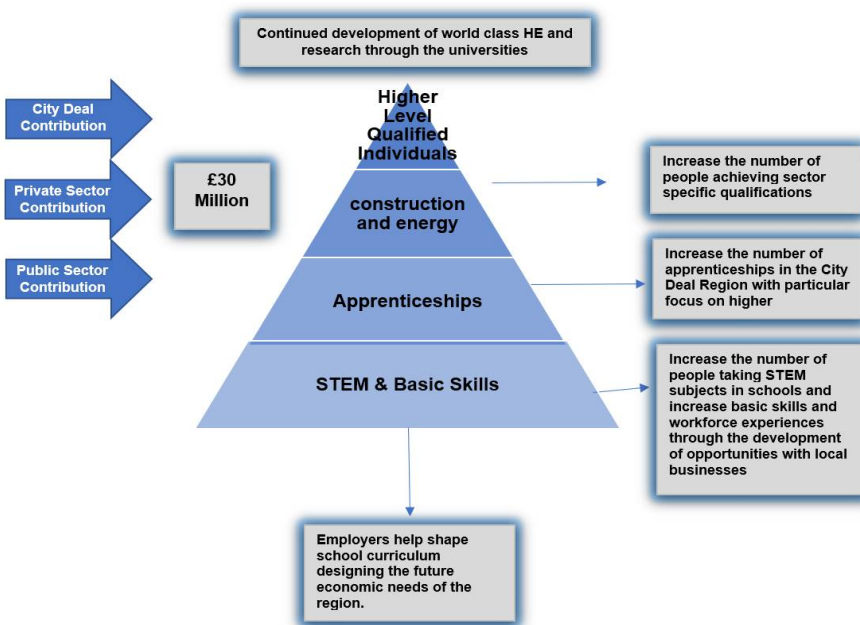 Continued development of world class HE and
research through the universities
City Deal
Contribution
Private Sector
Contribution
Public Sector
Contribution
£30
Million
Higher
Level
Qualified
Individuals
construction
and energy
Apprenticeships
STEM & Basic Skills
Increase the number of
people achieving sector
specific qualifications
Increase the number of
apprenticeships in the City
Deal Region with particular
focus on higher
Increase the number of
people taking STEM
subjects in schools and
increase basic skills and
workforce experiences
through the development
of opportunities with local
businesses
Employers help shape
school curriculum
designing the future
economic needs of the
region.